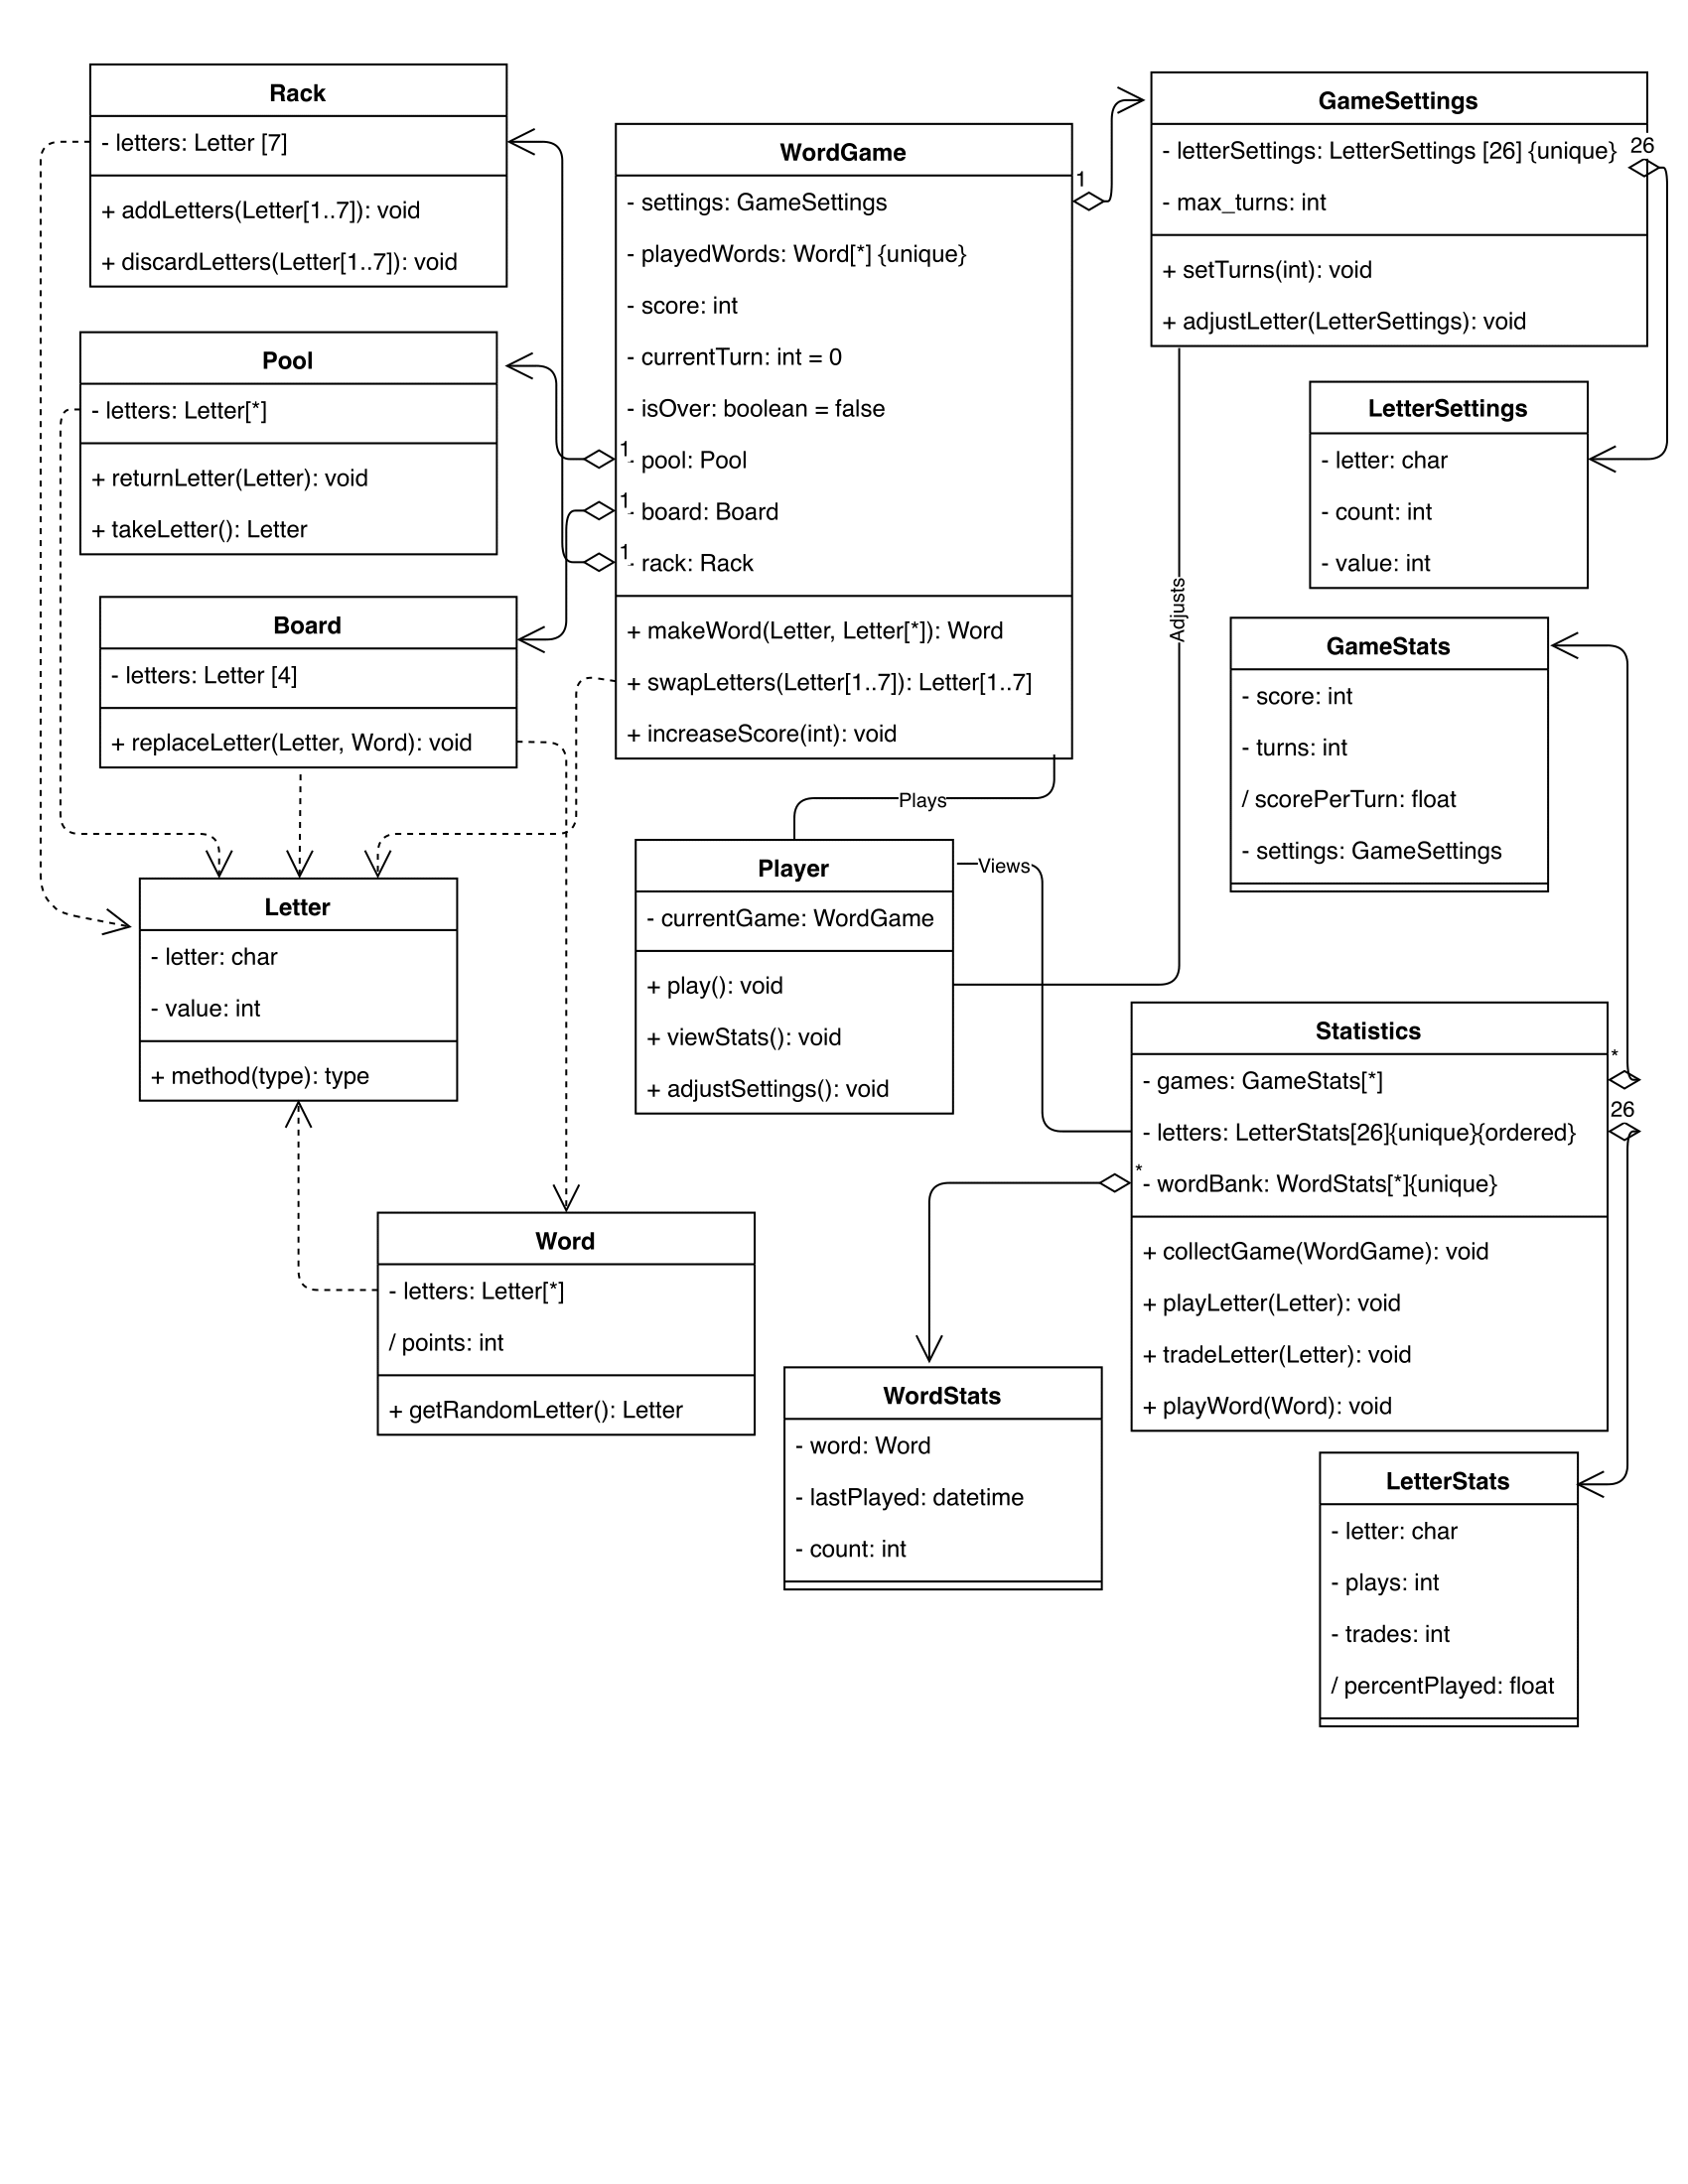 Rack
- letters: Letter [7]
+ addLetters(Letter[1..7]): void
+ discardLetters(Letter[1..7]): void
Pool
- letters: Letter[*]
+ returnLetter(Letter): void
+ takeLetter(): Letter
Board
- letters: Letter [4]
+ replaceLetter(Letter, Word): void
Letter
- letter: char
- value: int
+ method(type): type
Word
- letters: Letter[*]
/ points: int
+ getRandomLetter(): Letter
WordGame
1
- settings: GameSettings
- playedWords: Word[*] {unique}
- score: int
- currentTurn: int = 0
- isOver: boolean = false
1
- pool: Pool
1
- board: Board
1
- rack: Rack
+ makeWord(Letter, Letter[*]): Word
+ swapLetters(Letter[1..7]): Letter[1..7]
+ increaseScore(int): void
Plays
Player
Views
- currentGame: WordGame
+ play(): void
+ viewStats(): void
+ adjustSettings(): void
Adjusts
GameSettings
- letterSettings: LetterSettings [26] {unique}
26
- max_turns: int
+ setTurns(int): void
+ adjustLetter(LetterSettings): void
LetterSettings
- letter: char
- count: int
- value: int
GameStats
- score: int
- turns: int
/ scorePerTurn: float
- settings: GameSettings
Statistics
*
- games: GameStats[*]
26
- letters: LetterStats[26]{unique}{ordered}
*
- wordBank: WordStats[*]{unique}
+ collectGame(WordGame): void
+ playLetter(Letter): void
+ tradeLetter(Letter): void
+ playWord(Word): void
WordStats
- word: Word
- lastPlayed: datetime
- count: int
LetterStats
- letter: char
- plays: int
- trades: int
/ percentPlayed: float